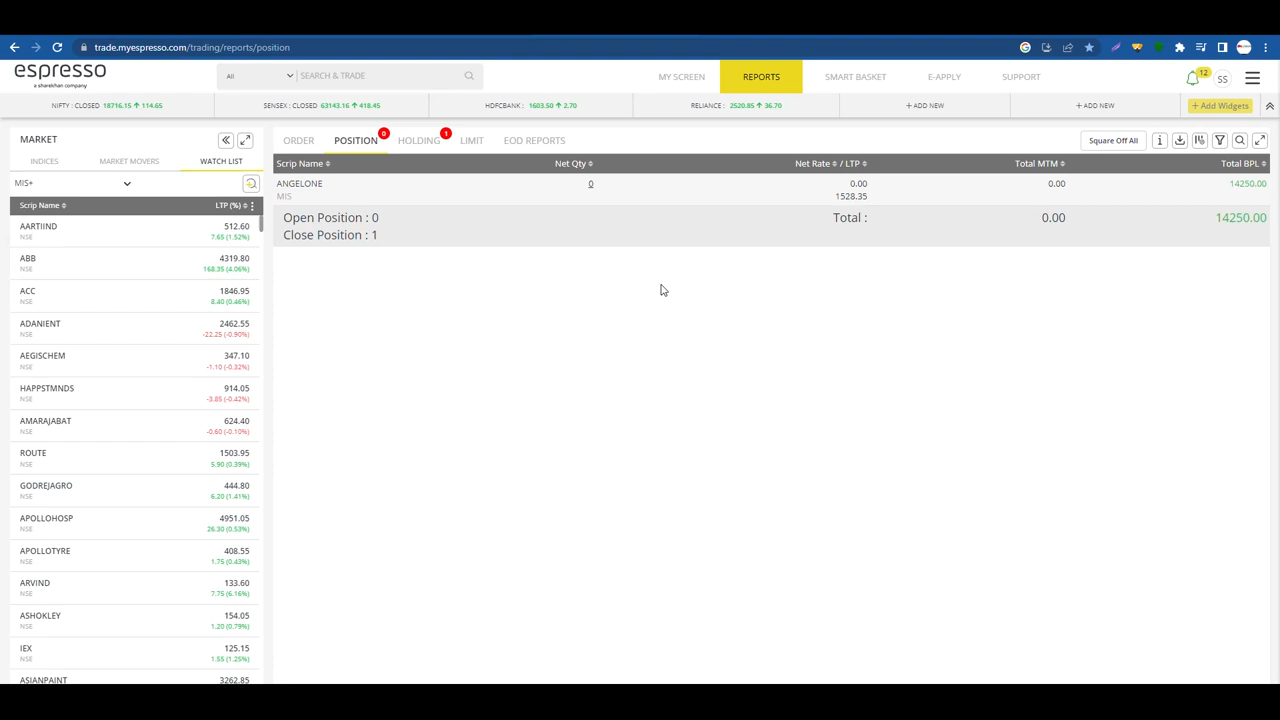 trade.myespresso.com/trading/reports/position
espresso
a sharekhan company
All
SEARCH & TRADE
MY SCREEN
REPORTS
SMART BASKET
E-APPLY
SUPPORT
12
SS
NIFTY : CLOSED 18716.15 ↑ 114.65
SENSEX : CLOSED 63143.16 ↑ 418.45
HDFCBANK : 1603.50 ↑ 2.70
RELIANCE : 2520.85 ↑ 36.70
+ ADD NEW
+ ADD NEW
+ Add Widgets
MARKET
INDICES
MARKET MOVERS
WATCH LIST
MIS+
Scrip Name LTP (%)
AARTIIND 512.60
NSE 7.65 (1.52%)
ABB 4319.80
NSE 168.35 (4.06%)
ACC 1846.95
NSE 8.40 (0.46%)
ADANIENT 2462.55
NSE -22.25 (-0.90%)
AEGISCHEM 347.10
NSE -1.10 (-0.32%)
HAPPSTMNDS 914.05
NSE -3.85 (-0.42%)
AMARAJABAT 624.40
NSE -0.60 (-0.10%)
ROUTE 1503.95
NSE 5.90 (0.39%)
GODREJAGRO 444.80
NSE 6.20 (1.41%)
APOLLOHOSP 4951.05
NSE 26.30 (0.53%)
APOLLOTYRE 408.55
NSE 1.75 (0.43%)
ARVIND 133.60
NSE 7.75 (6.16%)
ASHOKLEY 154.05
NSE 1.20 (0.79%)
IEX 125.15
NSE 1.55 (1.25%)
ASIANPAINT 3262.85
ORDER
POSITION 0
HOLDING 1
LIMIT
EOD REPORTS
Square Off All
Scrip Name Net Qty Net Rate / LTP Total MTM Total BPL
ANGELONE 0 0.00 0.00 14250.00
MIS 1528.35
Open Position : 0 Total : 0.00 14250.00
Close Position : 1